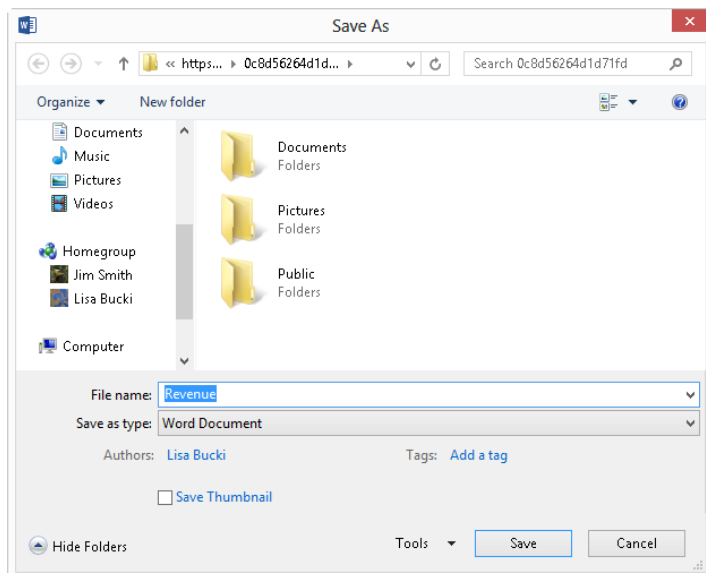 Save As
« https... 0c8d56264d1d... Search 0c8d56264d1d71fd
Organize New folder
Documents
Music
Pictures
Videos
Homegroup
Jim Smith
Lisa Bucki
Computer
Documents
Folders
Pictures
Folders
Public
Folders
File name: Revenue
Save as type: Word Document
Authors: Lisa Bucki Tags: Add a tag
Save Thumbnail
Hide Folders Tools Save Cancel